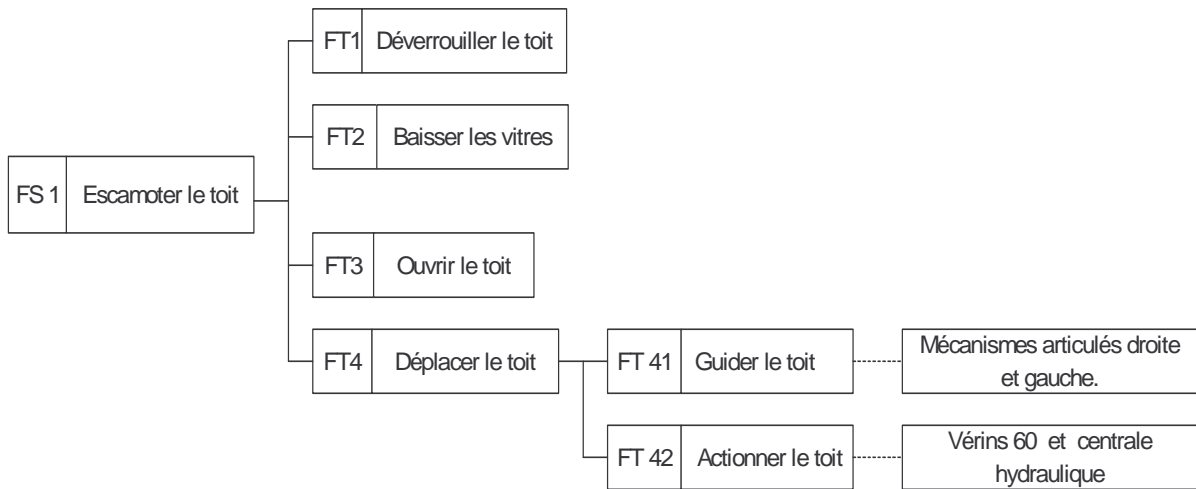 FT1 Déverrouiller le toit
FT2 Baisser les vitres
FS 1 Escamoter le toit
FT3 Ouvrir le toit
FT4 Déplacer le toit
FT 41 Guider le toit
Mécanismes articulés droite
et gauche.
FT 42 Actionner le toit
Vérins 60 et centrale
hydraulique